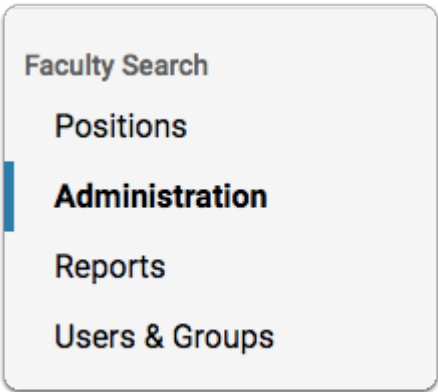 Faculty Search
Positions
Administration
Reports
Users & Groups